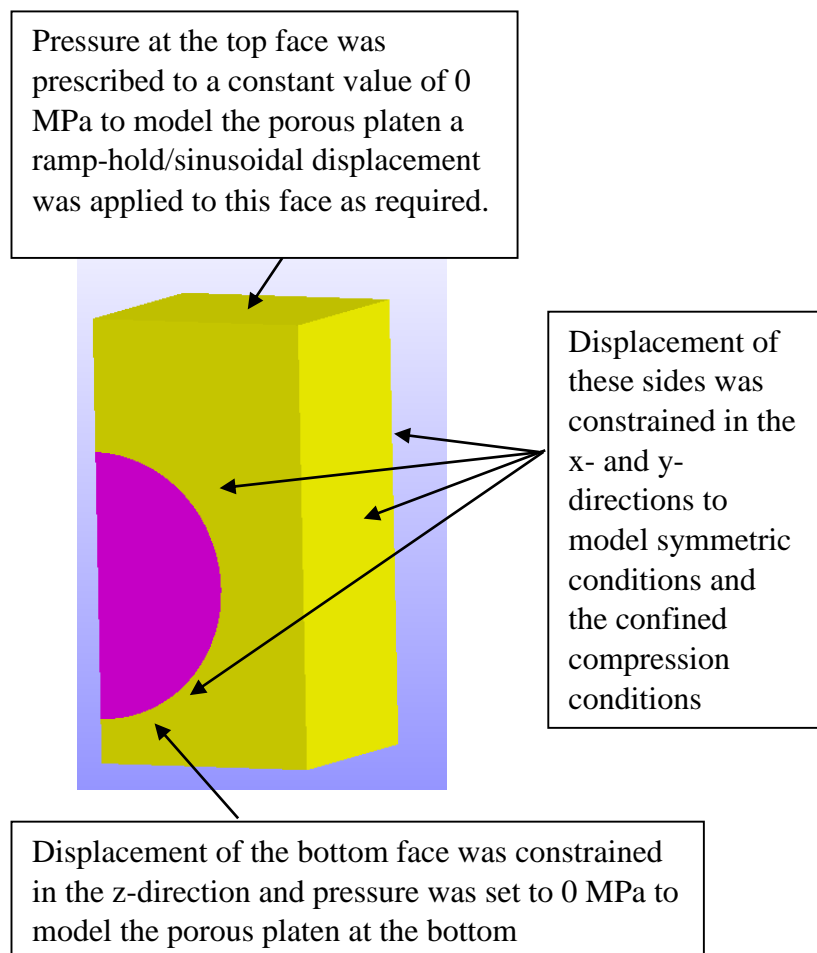 Pressure at the top face was
prescribed to a constant value of 0
MPa to model the porous platen a
ramp-hold/sinusoidal displacement
was applied to this face as required.
Displacement of
these sides was
constrained in the
x- and y-
directions to
model symmetric
conditions and
the confined
compression
conditions
Displacement of the bottom face was constrained
in the z-direction and pressure was set to 0 MPa to
model the porous platen at the bottom